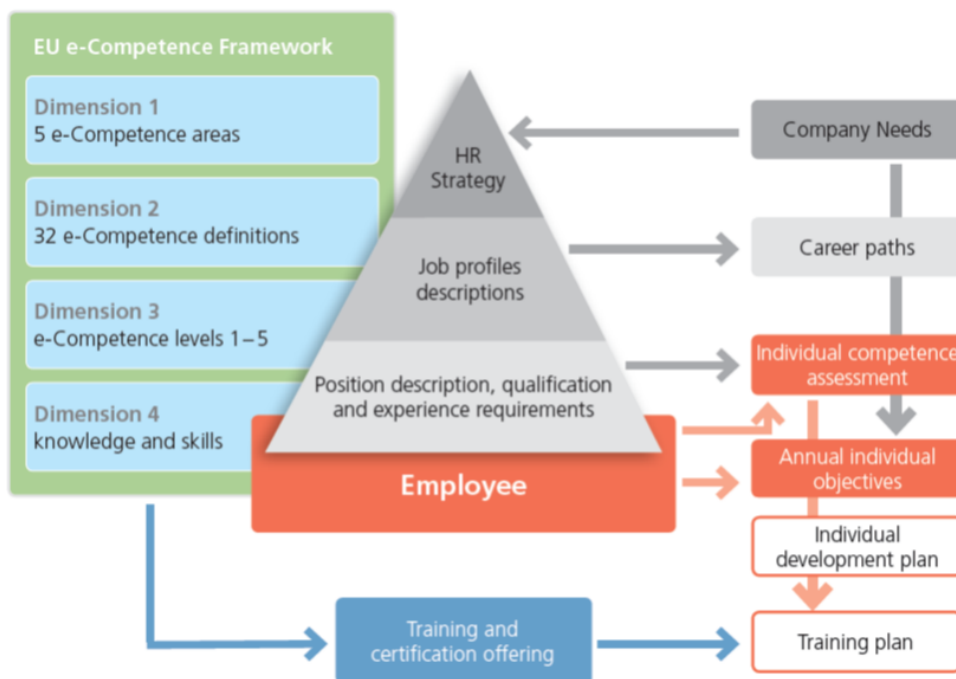 EU e-Competence Framework
Dimension 1
5 e-Competence areas
Dimension 2
32 e-Competence definitions
Dimension 3
e-Competence levels 1–5
Dimension 4
knowledge and skills
HR
Strategy
Job profiles
descriptions
Position description, qualification
and experience requirements
Employee
Company Needs
Career paths
Individual competence
assessment
Annual individual
objectives
Individual
development plan
Training and
certification offering
Training plan